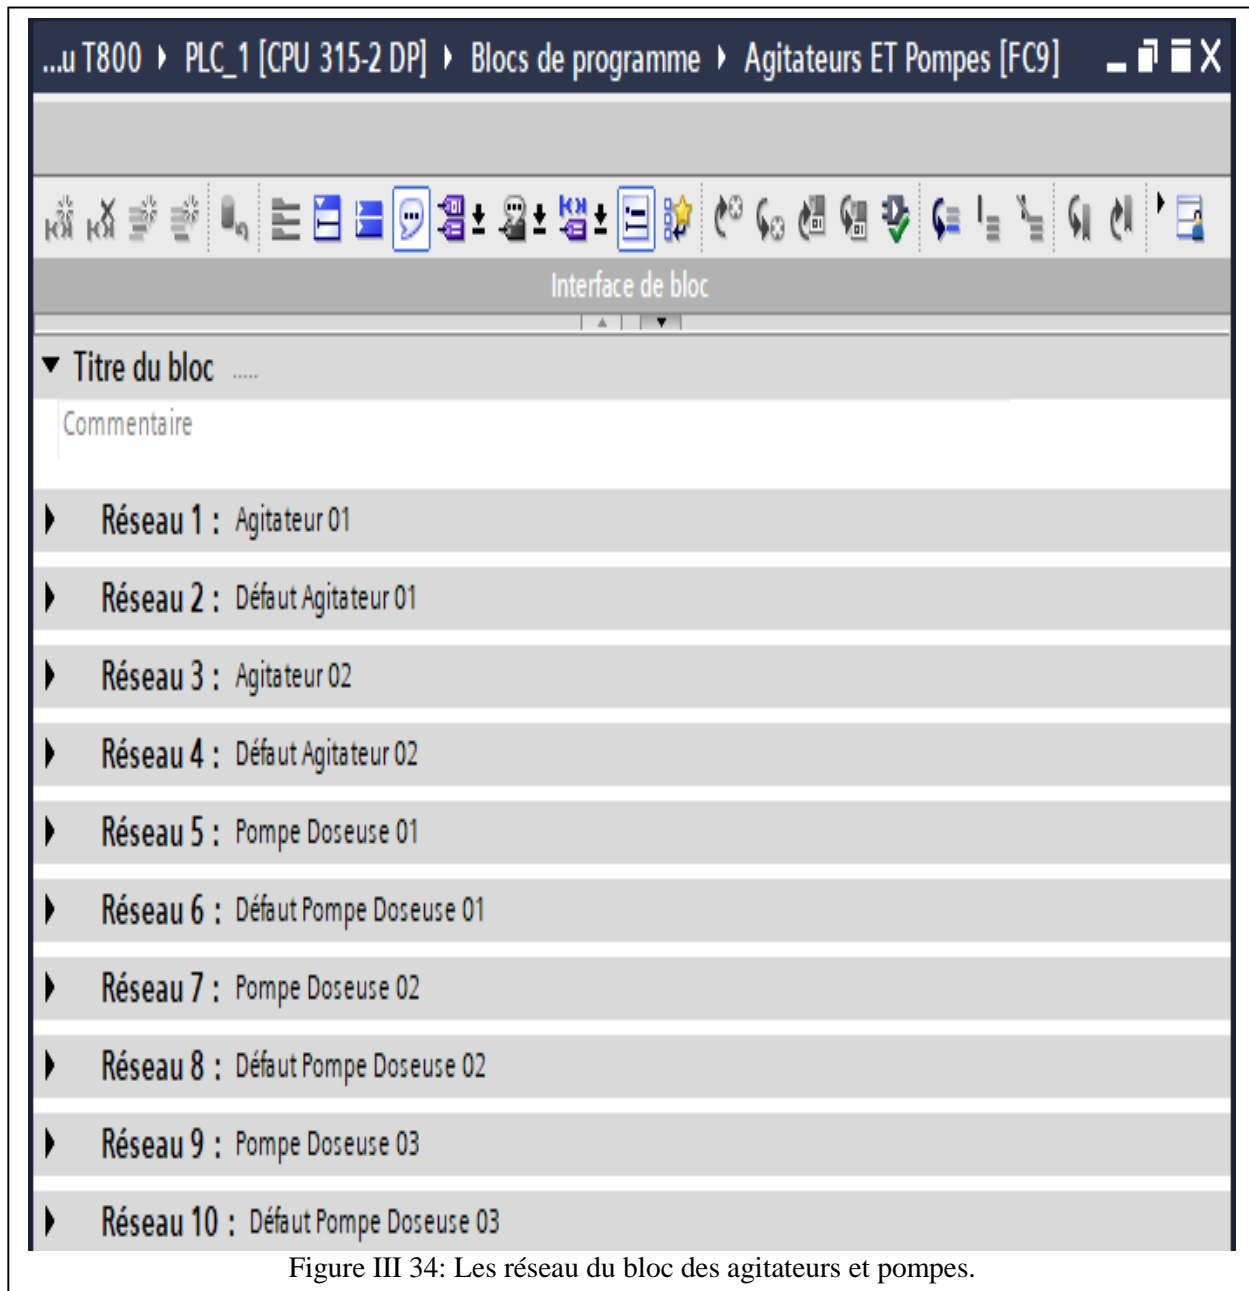 ...u T800 ▸ PLC_1 [CPU 315-2 DP] ▸ Blocs de programme ▸ Agitateurs ET Pompes [FC9]
Interface de bloc
Titre du bloc .....
Commentaire
Réseau 1 : Agitateur 01
Réseau 2 : Défaut Agitateur 01
Réseau 3 : Agitateur 02
Réseau 4 : Défaut Agitateur 02
Réseau 5 : Pompe Doseuse 01
Réseau 6 : Défaut Pompe Doseuse 01
Réseau 7 : Pompe Doseuse 02
Réseau 8 : Défaut Pompe Doseuse 02
Réseau 9 : Pompe Doseuse 03
Réseau 10 : Défaut Pompe Doseuse 03
Figure III 34: Les réseau du bloc des agitateurs et pompes.